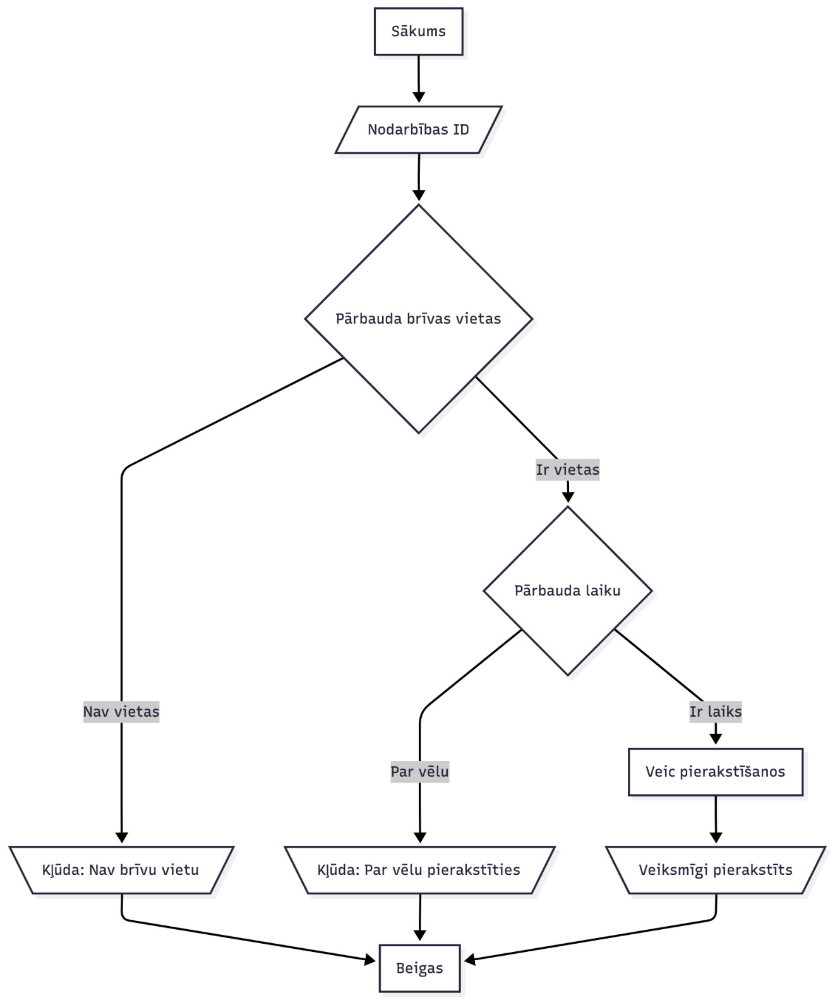 Sākums
Nodarbības ID
Pārbauda brīvas vietas
Ir vietas
Pārbauda laiku
Nav vietas
Ir laiks
Par vēlu
Veic pierakstīšanos
Kļūda: Nav brīvu vietu
Kļūda: Par vēlu pierakstīties
Veiksmīgi pierakstīts
Beigas